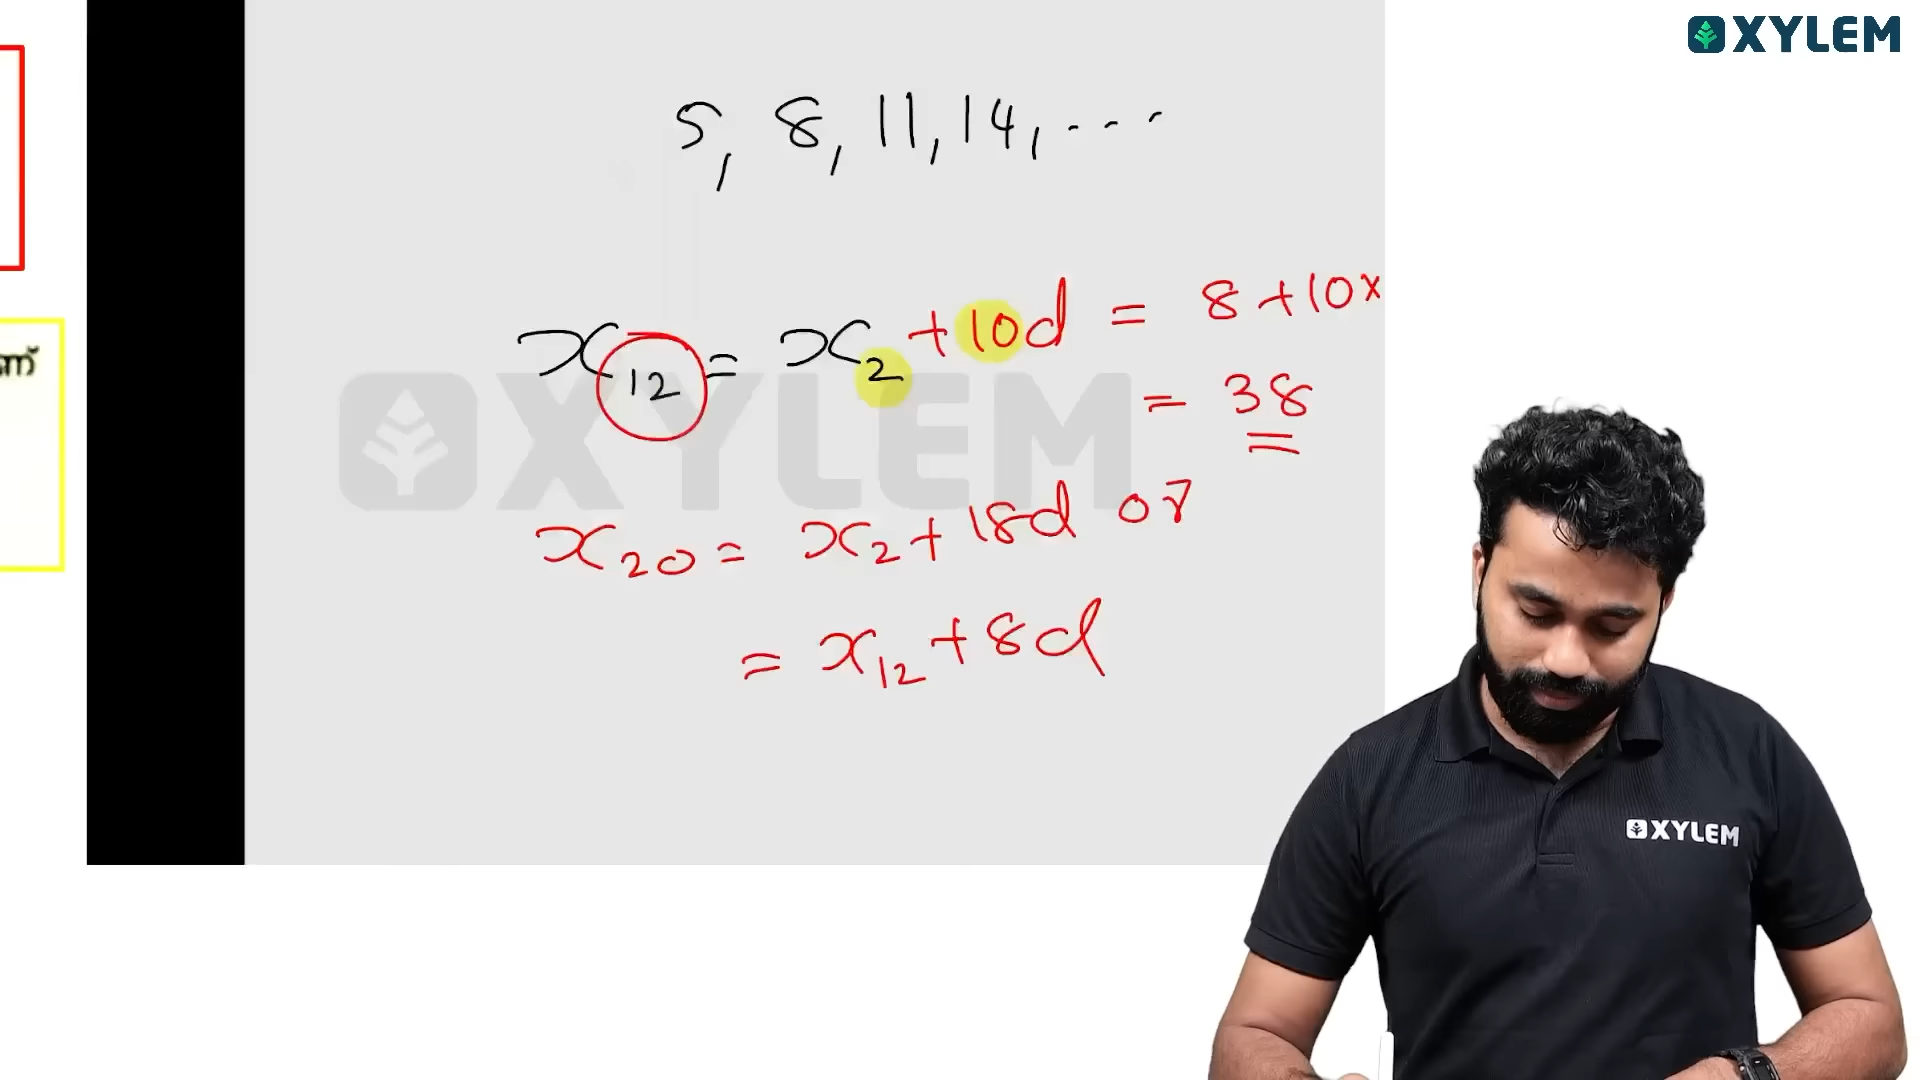 XYLEM
5, 8, 11, 14, ---
x₁₂ = x₂ + 10d = 8 + 10x
= 38
XYLEM
x₂₀ = x₂ + 18d or
= x₁₂ + 8d
XYLEM